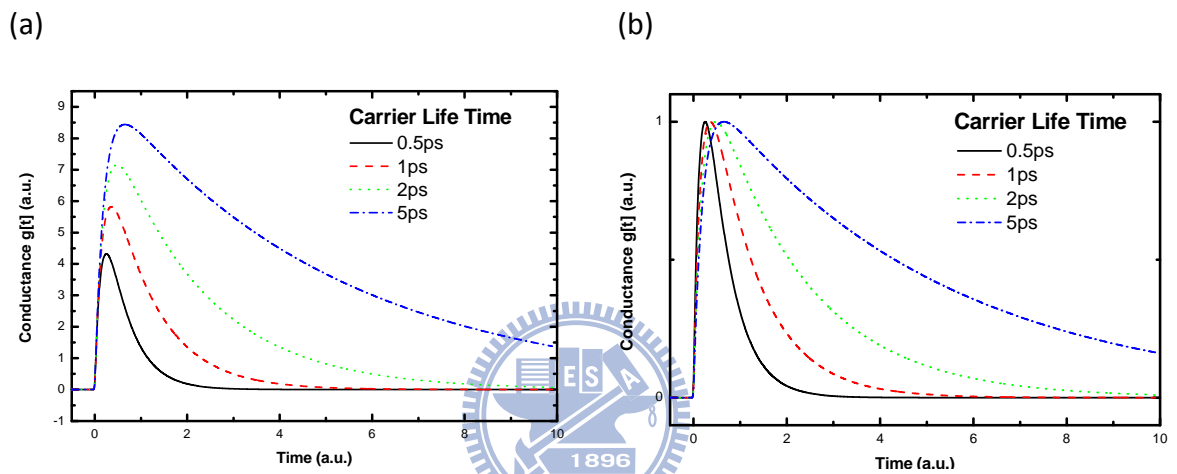 (a)
(b)
Conductance g[t] (a.u.)
9
8
7
6
5
4
3
2
1
0
-1
Carrier Life Time
0.5ps
1ps
2ps
5ps
0
2
4
6
8
10
Time (a.u.)
Conductance g[t] (a.u.)
1
0
Carrier Life Time
0.5ps
1ps
2ps
5ps
0
2
4
6
8
10
Time (a.u.)
E S A
1896